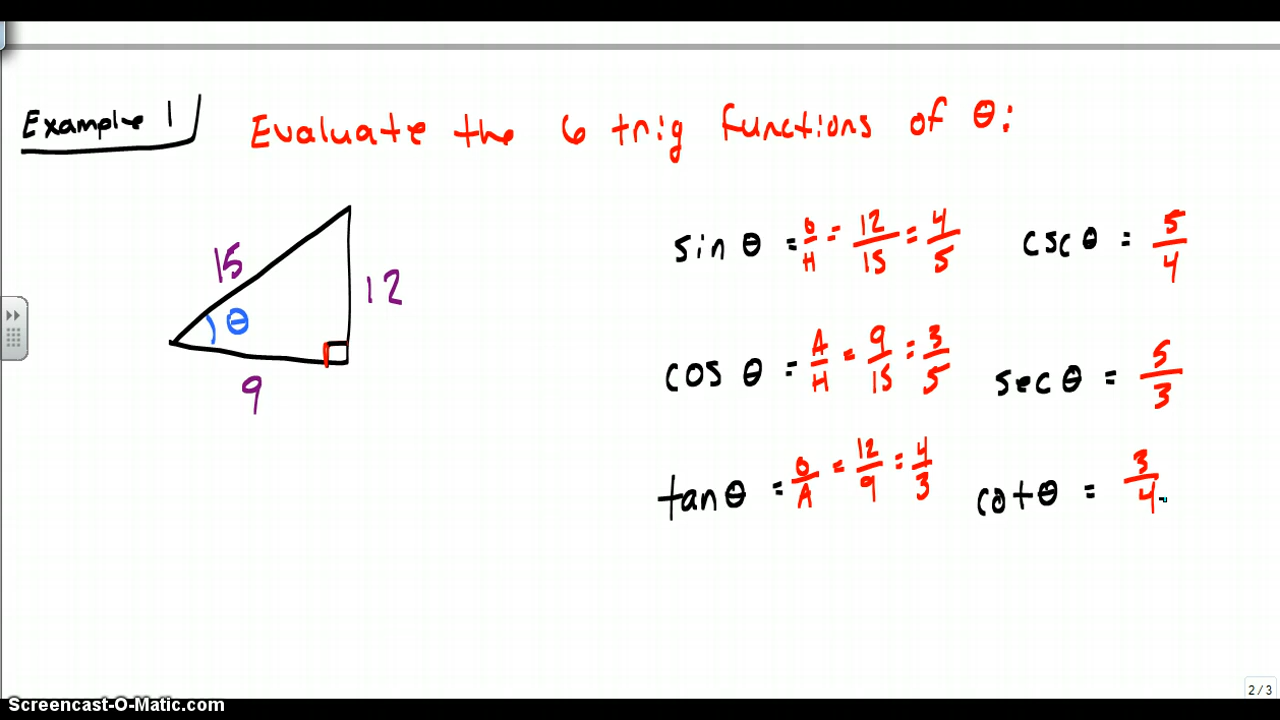 Example 1
Evaluate the 6 trig functions of θ:
15
θ
12
9
sin θ = O/H = 12/15 = 4/5
csc θ = 5/4
cos θ = A/H = 9/15 = 3/5
sec θ = 5/3
tan θ = O/A = 12/9 = 4/3
cot θ = 3/4
2/3
Screencast-O-Matic.com